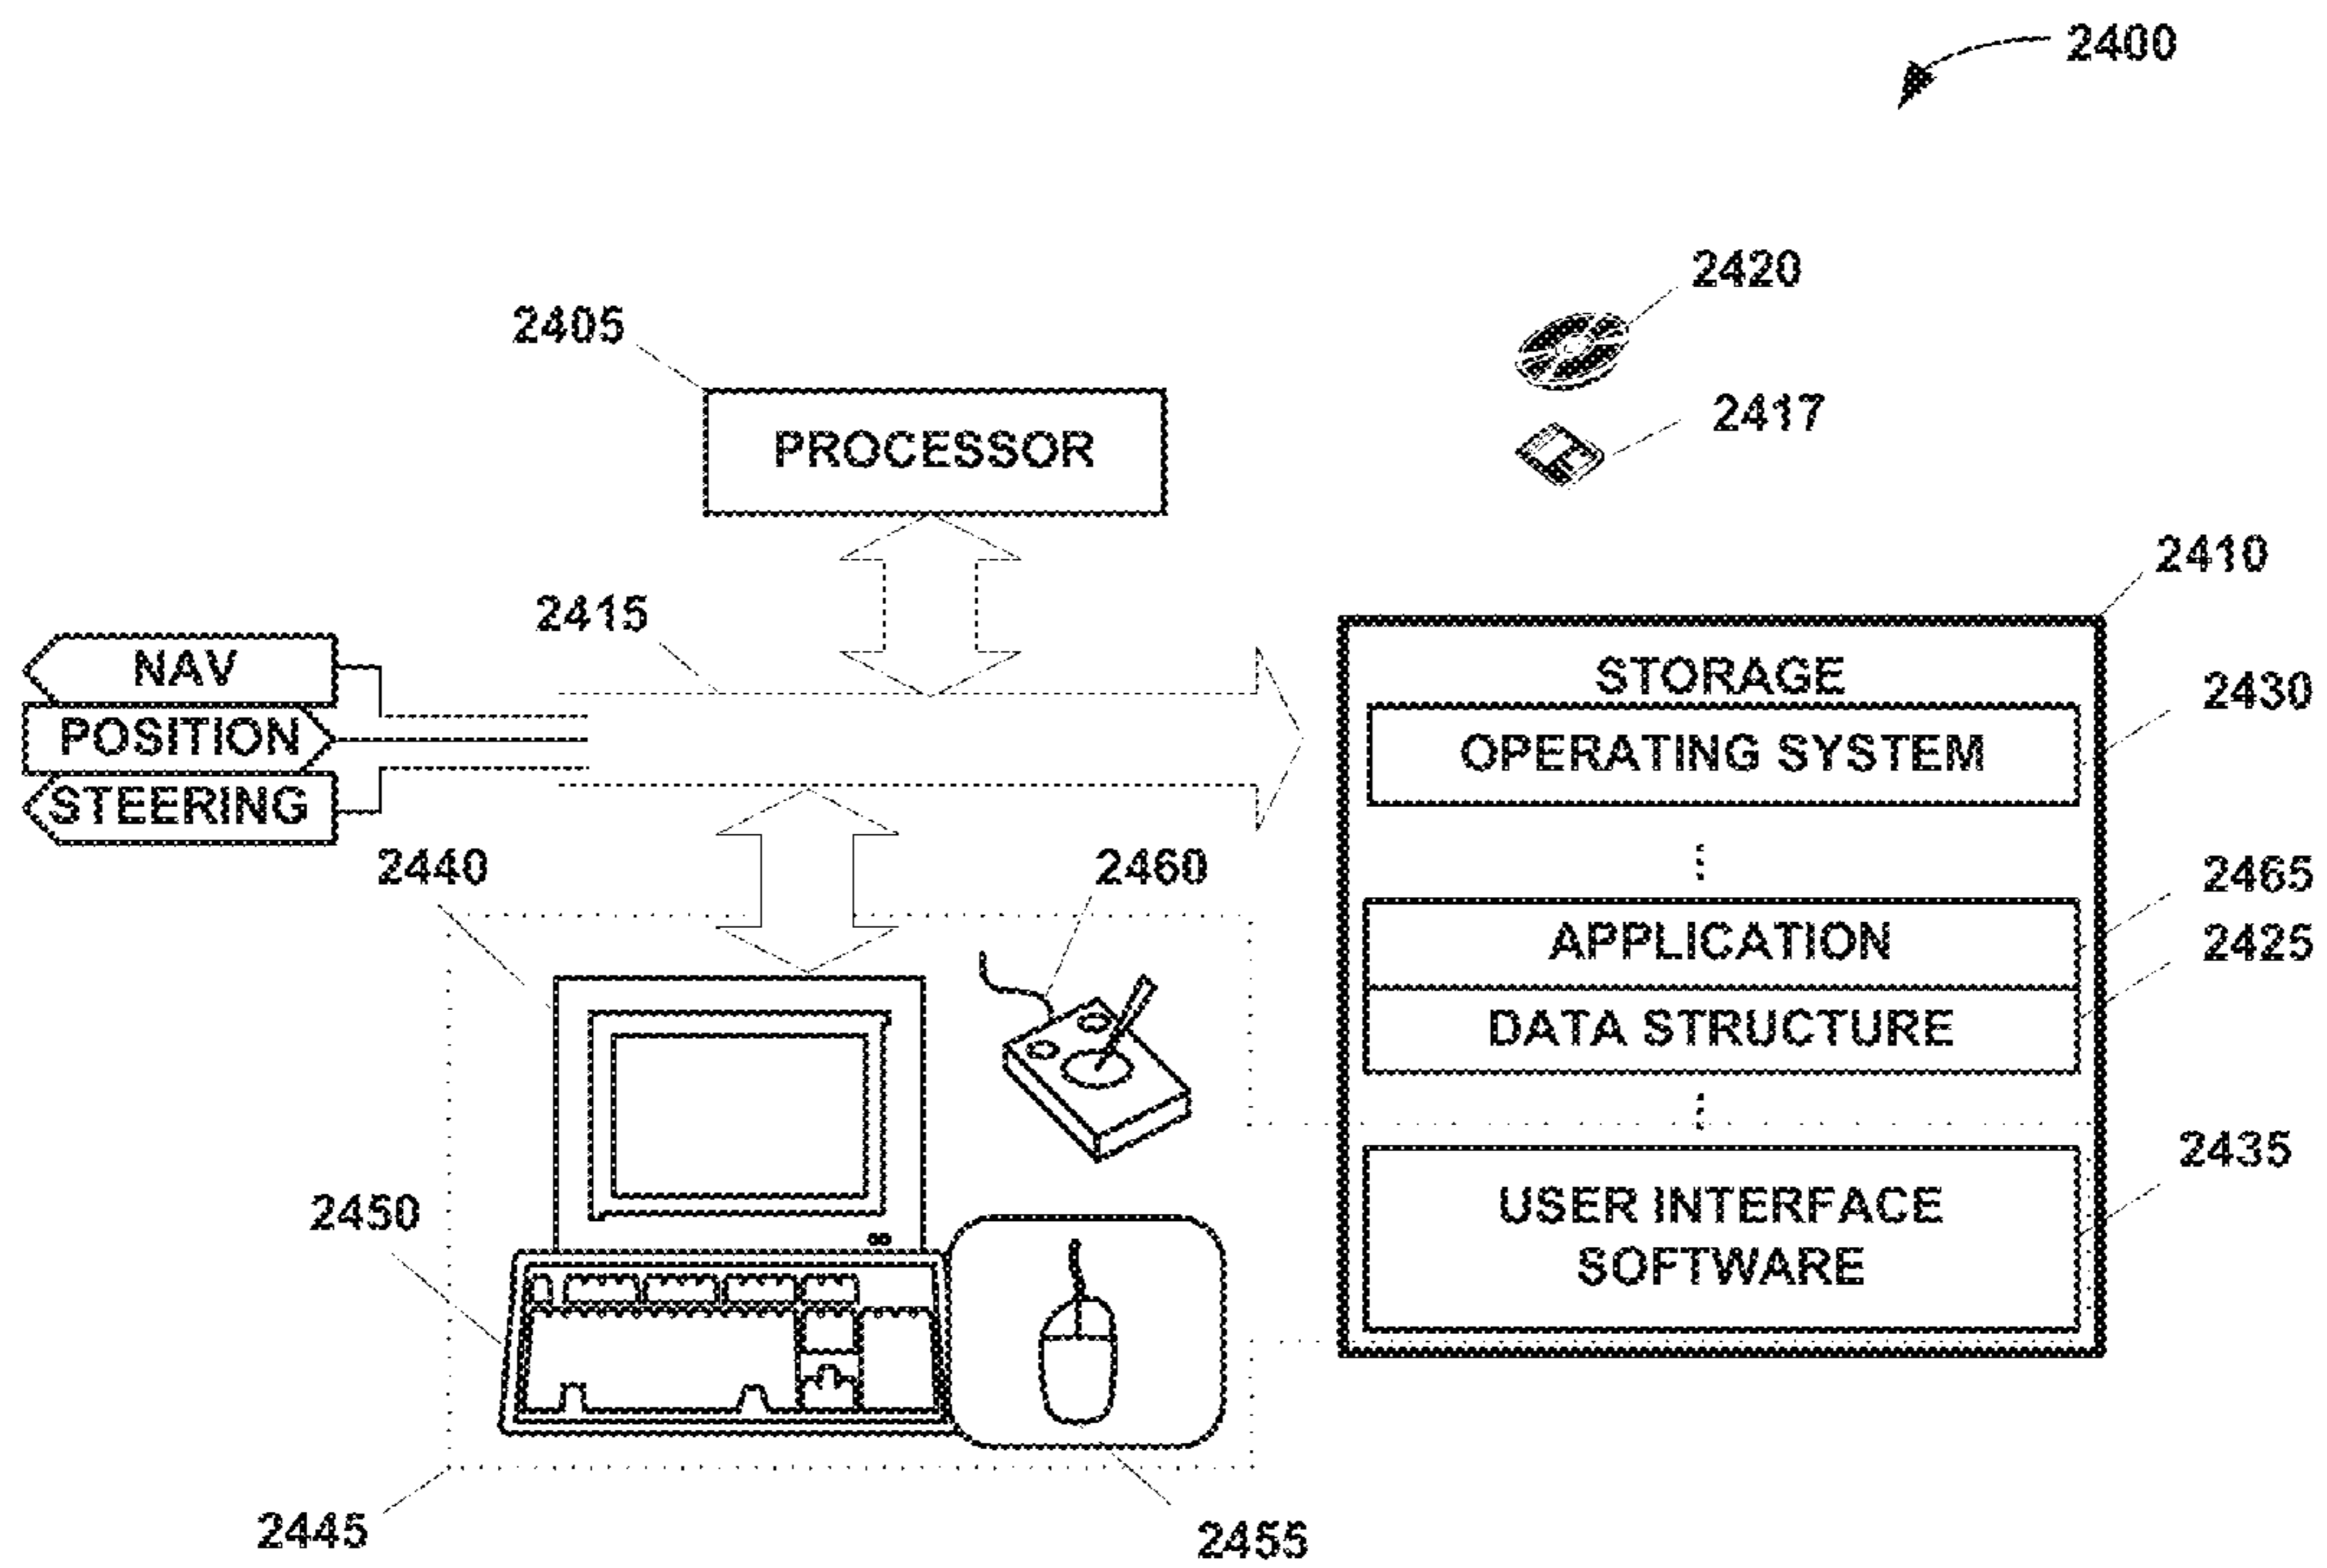 2400
2420
2405
2417
PROCESSOR
2410
2415
NAV
STORAGE
2430
POSITION
OPERATING SYSTEM
STEERING
2440
2460
2465
APPLICATION
2425
DATA STRUCTURE
2435
2450
USER INTERFACE
SOFTWARE
2445
2455